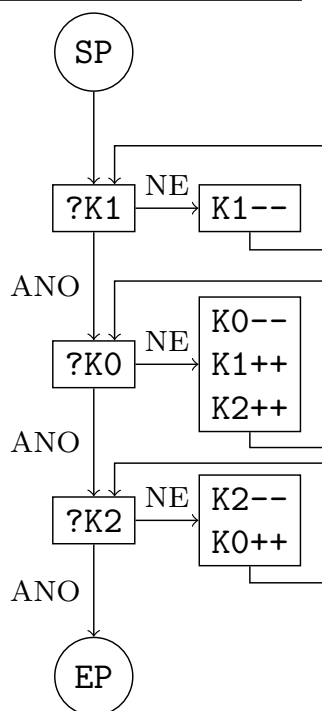 SP
?K1
NE
K1--
ANO
?K0
NE
K0--
K1++
K2++
ANO
?K2
NE
K2--
K0++
ANO
EP